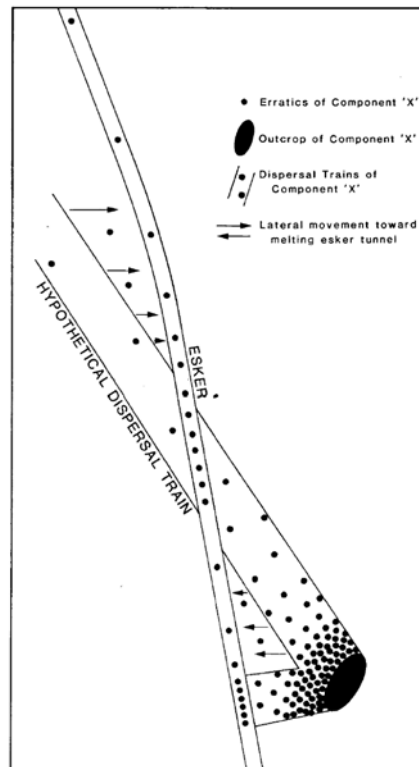 Erratics of Component 'X'
Outcrop of Component 'X'
Dispersal Trains of
Component 'X'
Lateral movement toward
melting esker tunnel
ESKER
HYPOTHETICAL DISPERSAL TRAIN